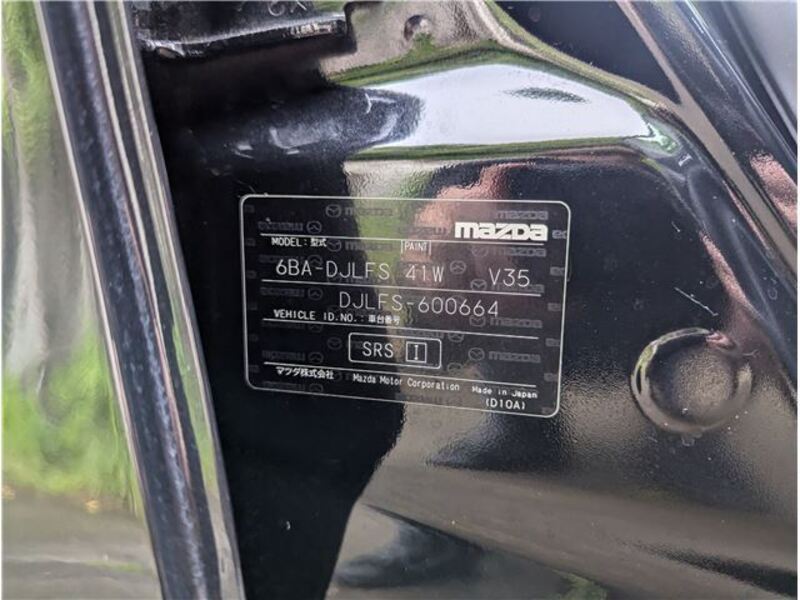 mazda
MODEL:型式 PAINT
6BA-DJLFS 41W V35
DJLFS-600664
VEHICLE ID.NO.:車台番号
SRS I
マツダ株式会社 Mazda Motor Corporation Made in Japan
(D10A)